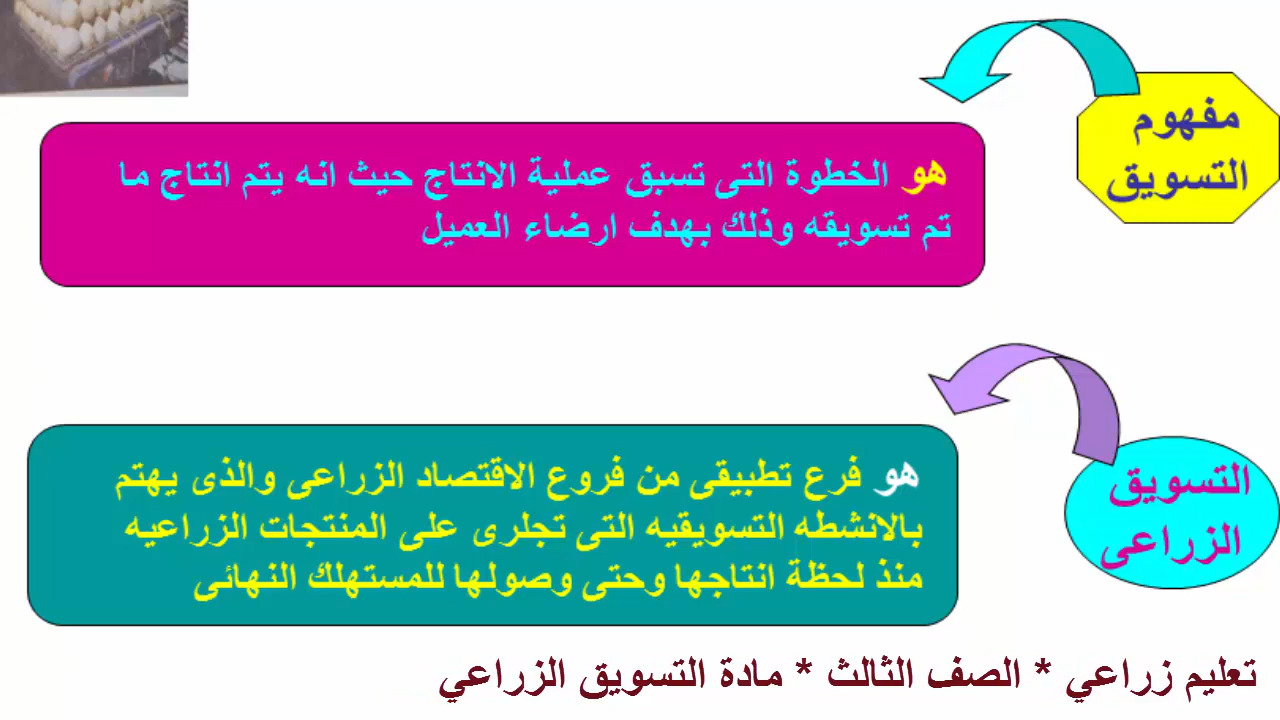 مفهوم
التسويق
هو الخطوة التى تسبق عملية الانتاج حيث انه يتم انتاج ما
تم تسويقه وذلك بهدف ارضاء العميل
التسويق
الزراعى
هو فرع تطبيقى من فروع الاقتصاد الزراعى والذى يهتم
بالانشطه التسويقيه التى تجلرى على المنتجات الزراعيه
منذ لحظة انتاجها وحتى وصولها للمستهلك النهائى
تعليم زراعي * الصف الثالث * مادة التسويق الزراعي